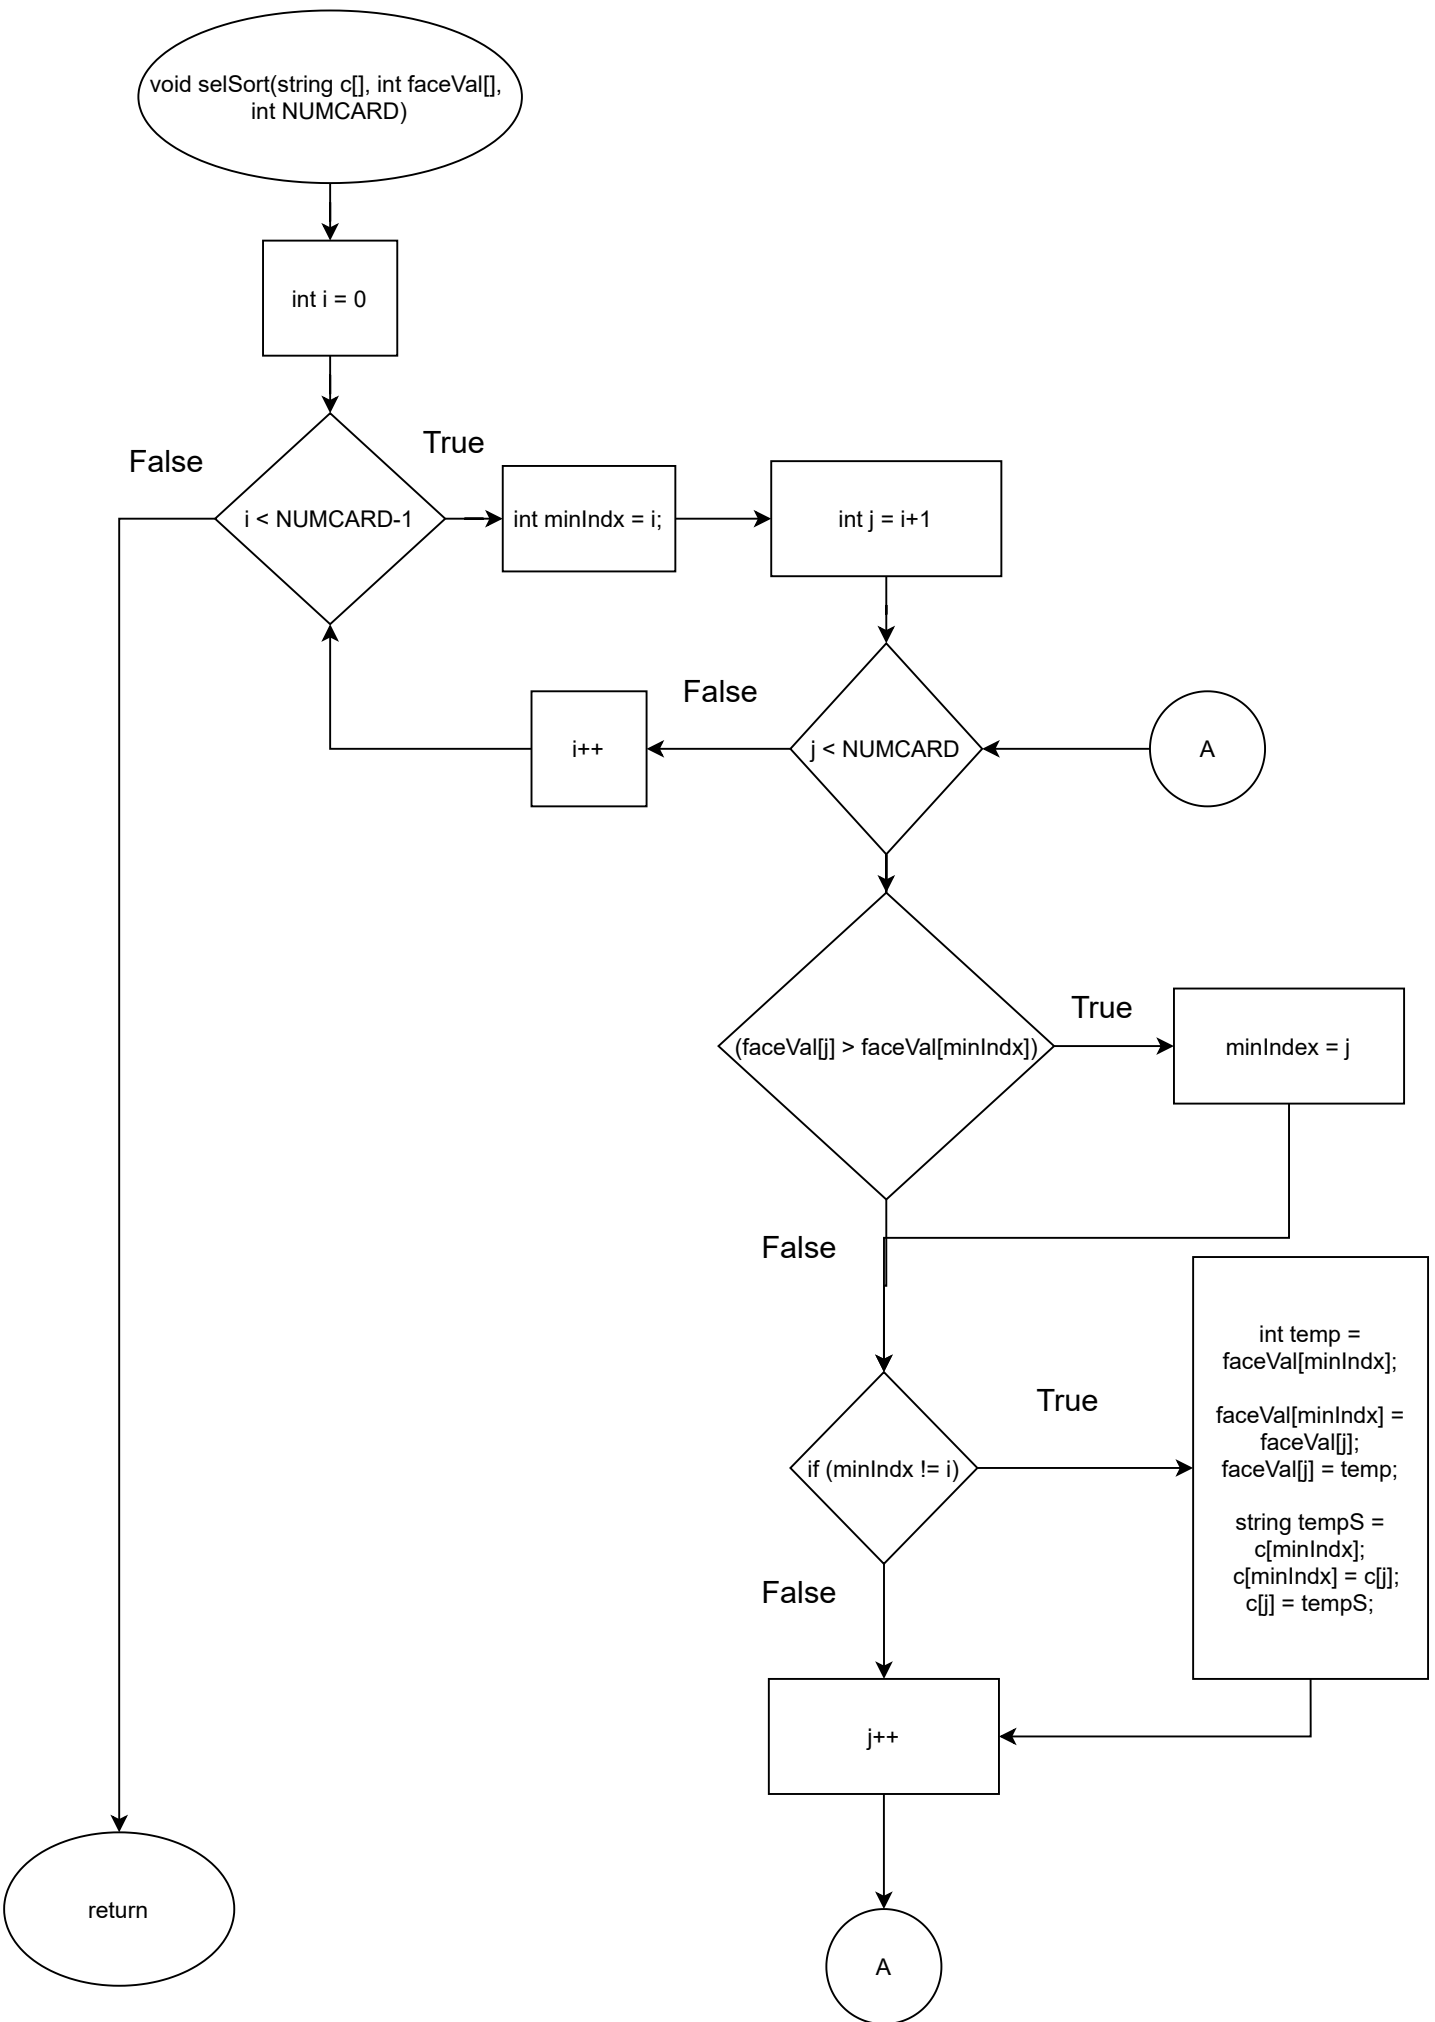 void selSort(string c[], int faceVal[],
int NUMCARD)
int i = 0
False
True
i < NUMCARD-1
int minIndx = i;
int j = i+1
False
i++
j < NUMCARD
A
(faceVal[j] > faceVal[minIndx])
True
minIndex = j
False
int temp =
faceVal[minIndx];
faceVal[minIndx] =
faceVal[j];
faceVal[j] = temp;
string tempS =
c[minIndx];
c[minIndx] = c[j];
c[j] = tempS;
if (minIndx != i)
True
False
j++
return
A